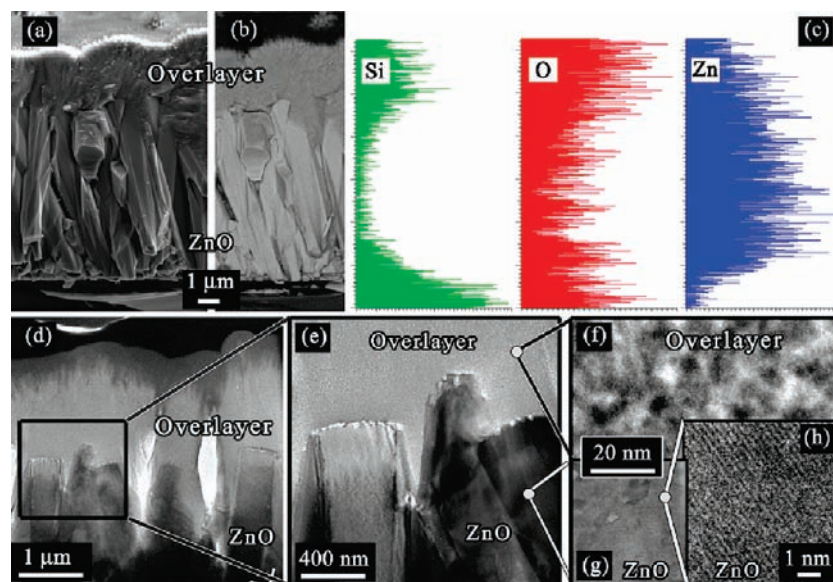 (a)
(b)
(c)
Overlayer
Si
O
Zn
ZnO
1 μm
(d)
(e)
Overlayer
(f)
Overlayer
Overlayer
20 nm
(h)
ZnO
1 μm
400 nm
ZnO
(g)
ZnO
ZnO
1 nm